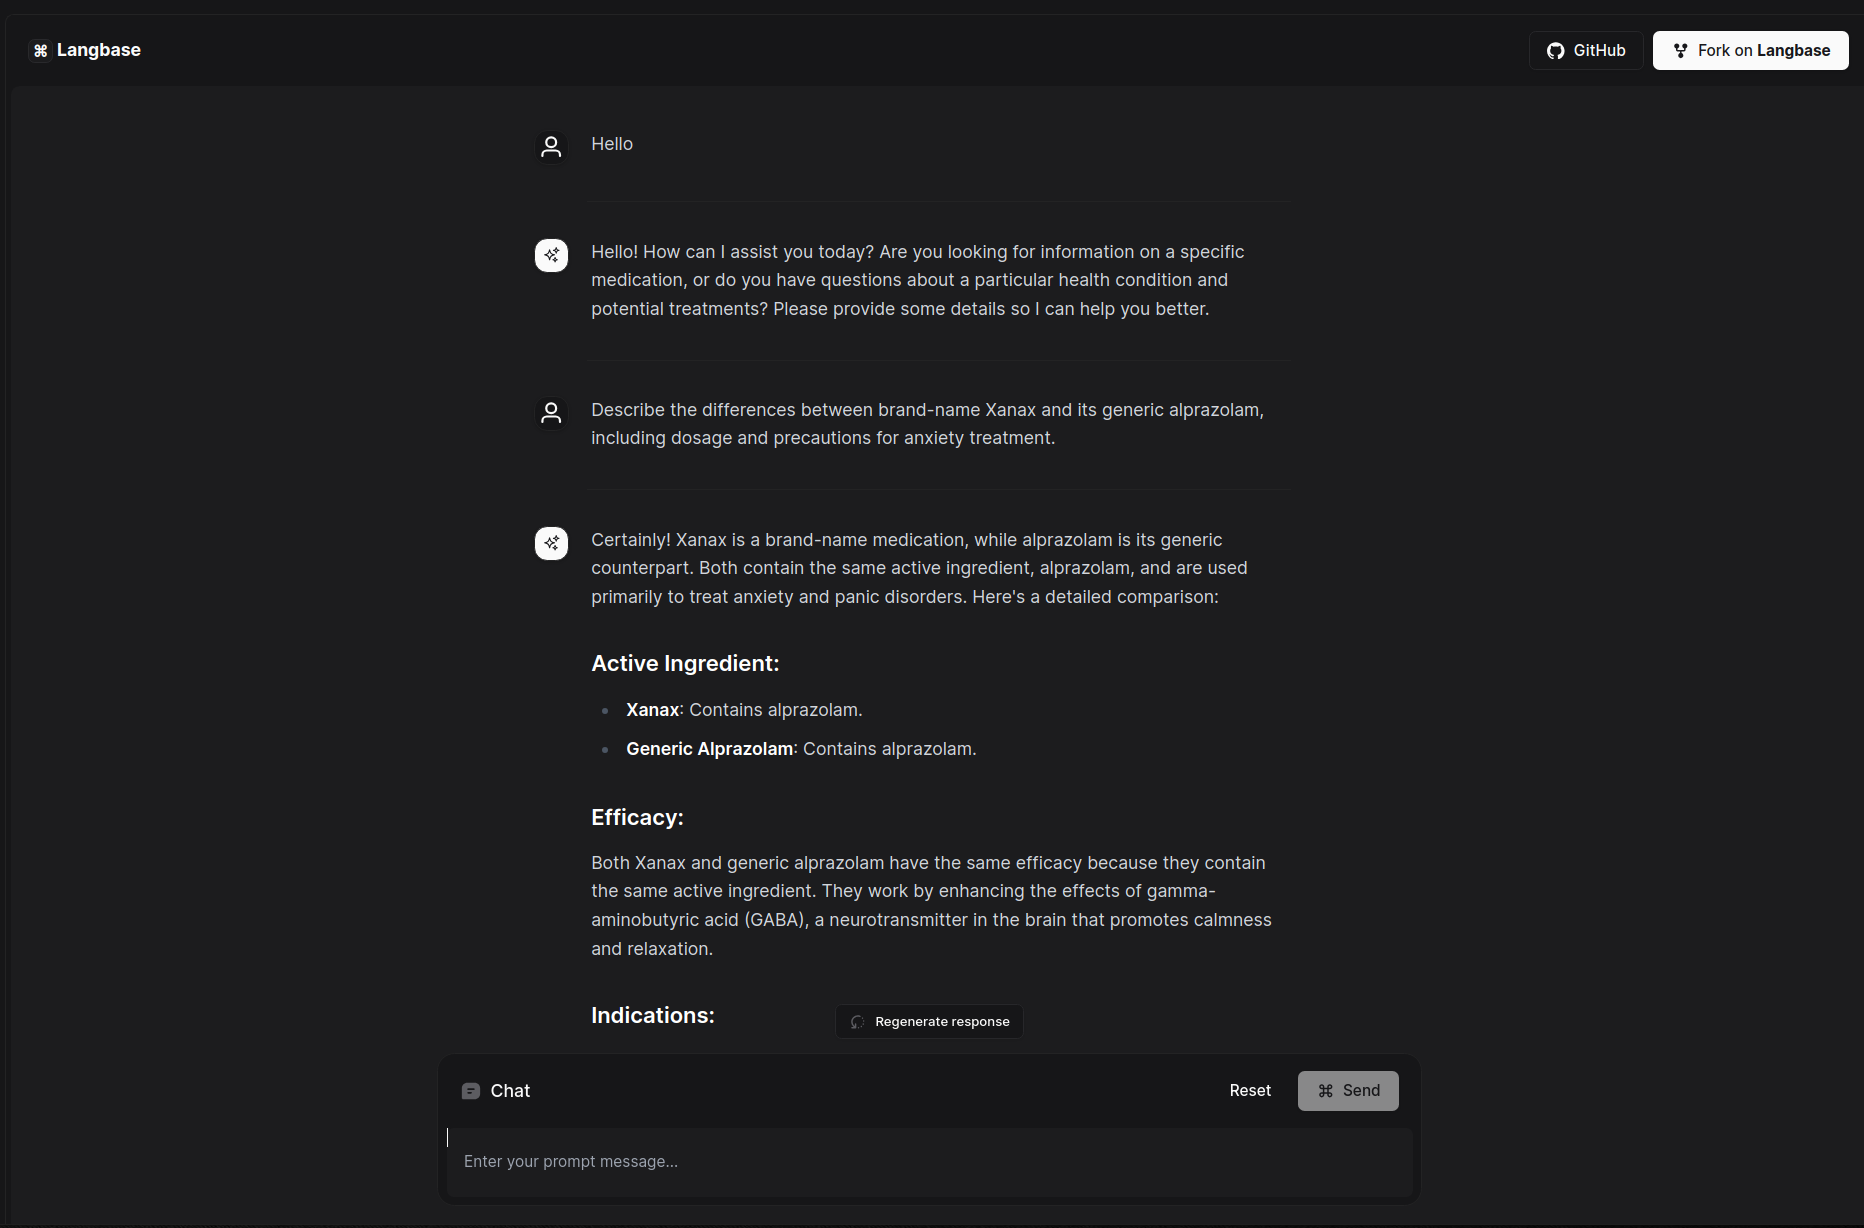 ⌘ Langbase
GitHub
Fork on Langbase
Hello
Hello! How can I assist you today? Are you looking for information on a specific
medication, or do you have questions about a particular health condition and
potential treatments? Please provide some details so I can help you better.
Describe the differences between brand-name Xanax and its generic alprazolam,
including dosage and precautions for anxiety treatment.
Certainly! Xanax is a brand-name medication, while alprazolam is its generic
counterpart. Both contain the same active ingredient, alprazolam, and are used
primarily to treat anxiety and panic disorders. Here's a detailed comparison:
Active Ingredient:
• Xanax: Contains alprazolam.
• Generic Alprazolam: Contains alprazolam.
Efficacy:
Both Xanax and generic alprazolam have the same efficacy because they contain
the same active ingredient. They work by enhancing the effects of gamma-
aminobutyric acid (GABA), a neurotransmitter in the brain that promotes calmness
and relaxation.
Indications:
Regenerate response
Chat
Reset
⌘ Send
Enter your prompt message...